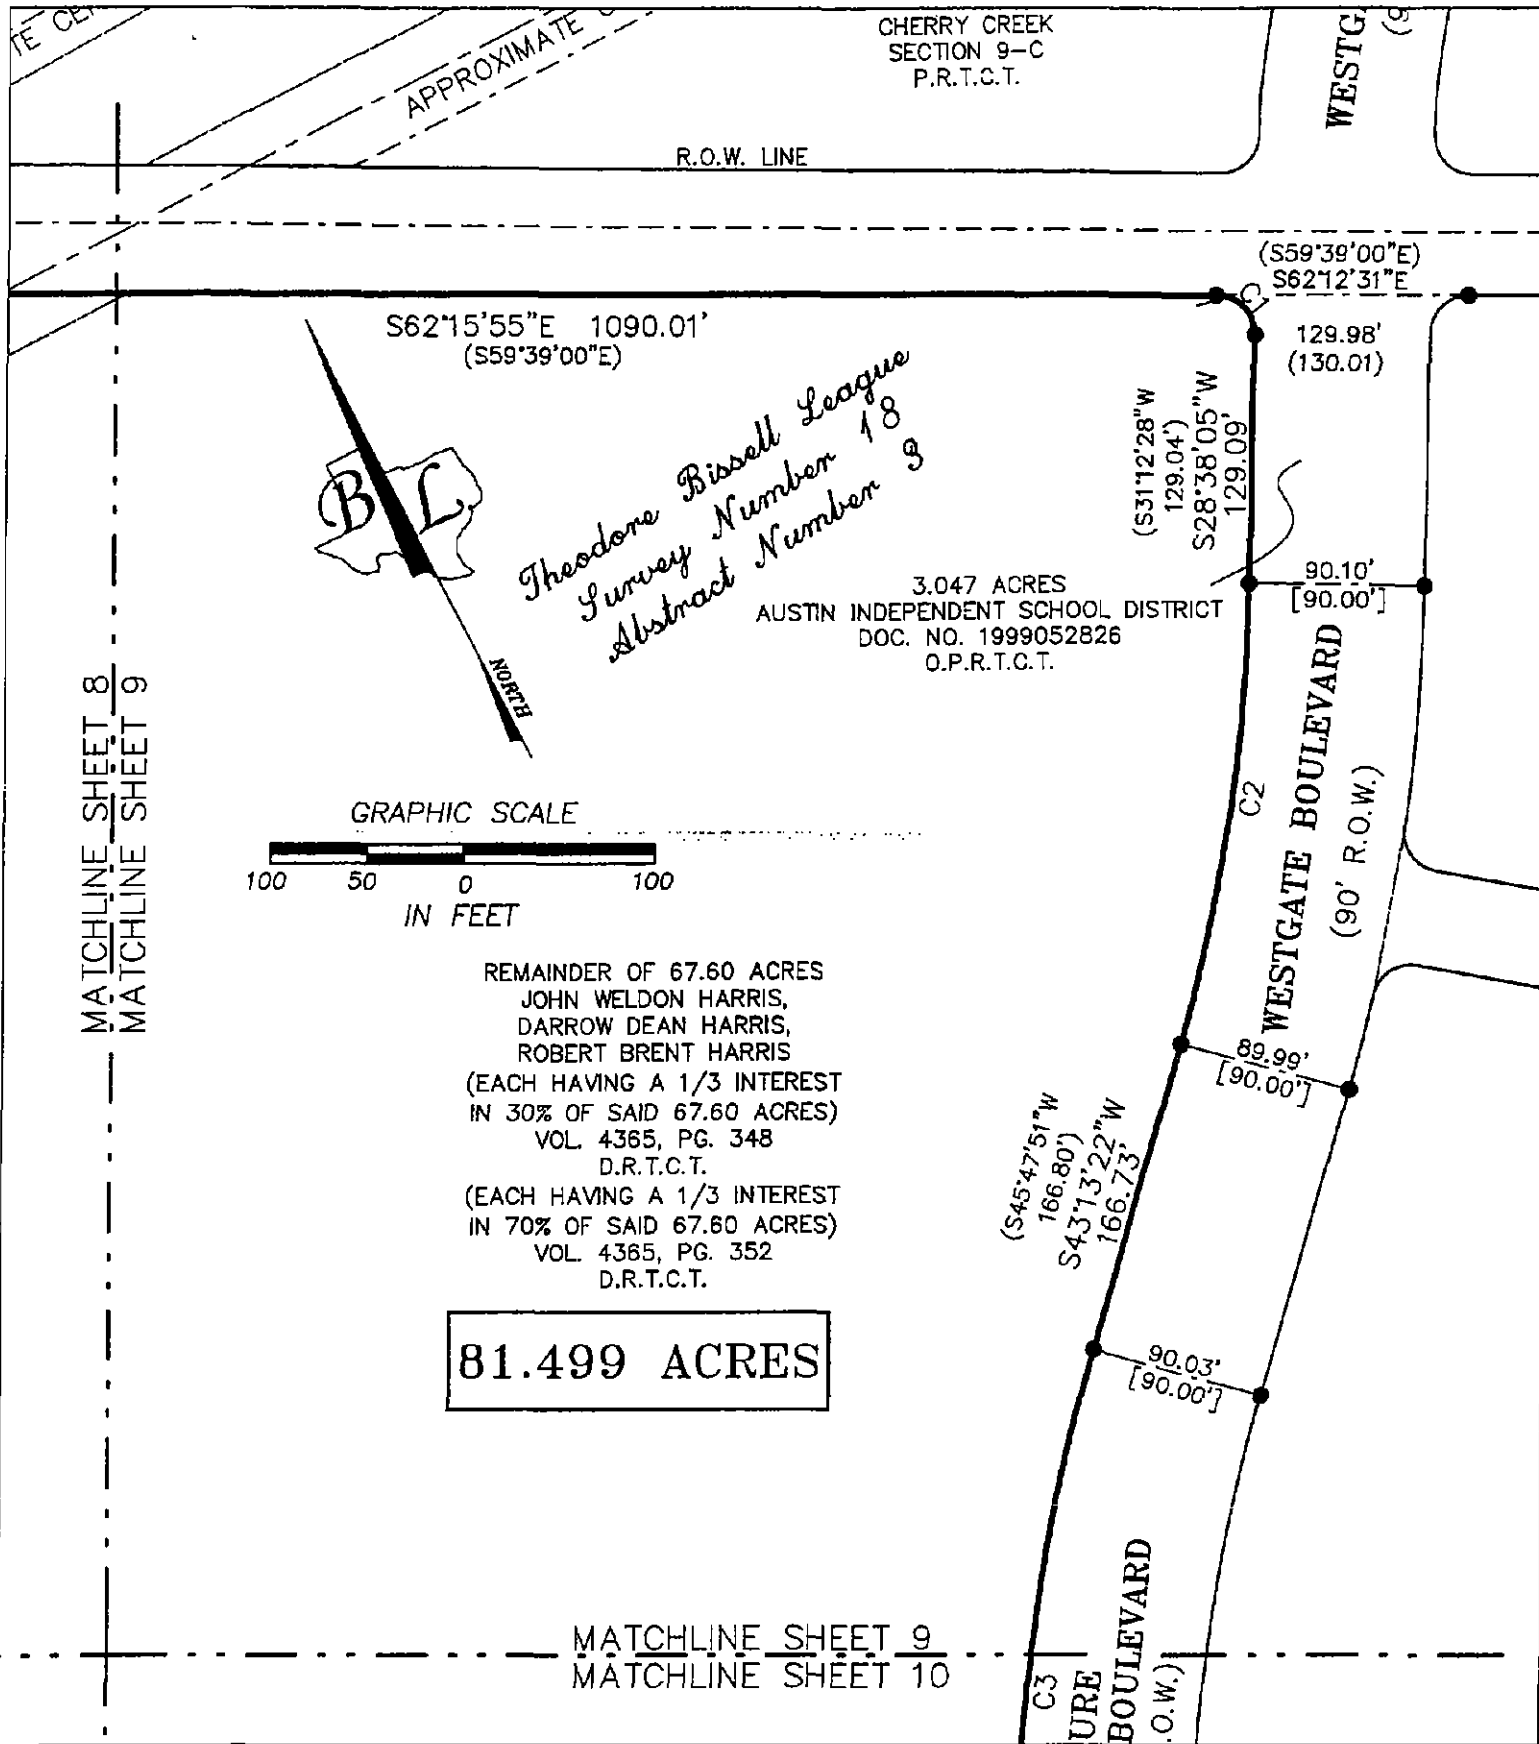 TE CE
APPROXIMATE
CHERRY CREEK
SECTION 9-C
P.R.T.C.T.
WESTG
(9
R.O.W. LINE
(S59°39'00"E)
S62°12'31"E
C1
129.98'
(130.01)
S62°15'55"E 1090.01'
(S59°39'00"E)
(S31°12'28"W
129.04')
S28°38'05"W
129.09'
Theodore Bissell League
Survey Number 18
Abstract Number 3
B L
NORTH
3.047 ACRES
AUSTIN INDEPENDENT SCHOOL DISTRICT
DOC. NO. 1999052826
O.P.R.T.C.T.
90.10'
[90.00']
MATCHLINE SHEET 8
MATCHLINE SHEET 9
GRAPHIC SCALE
100 50 0 100
IN FEET
C2
WESTGATE BOULEVARD
(90' R.O.W.)
REMAINDER OF 67.60 ACRES
JOHN WELDON HARRIS,
DARROW DEAN HARRIS,
ROBERT BRENT HARRIS
(EACH HAVING A 1/3 INTEREST
IN 30% OF SAID 67.60 ACRES)
VOL. 4365, PG. 348
D.R.T.C.T.
(EACH HAVING A 1/3 INTEREST
IN 70% OF SAID 67.60 ACRES)
VOL. 4365, PG. 352
D.R.T.C.T.
89.99'
[90.00']
(S45°47'51"W
166.80')
S43°13'22"W
166.73'
81.499 ACRES
90.03'
[90.00']
MATCHLINE SHEET 9
MATCHLINE SHEET 10
C3
URE
BOULEVARD
.O.W.)